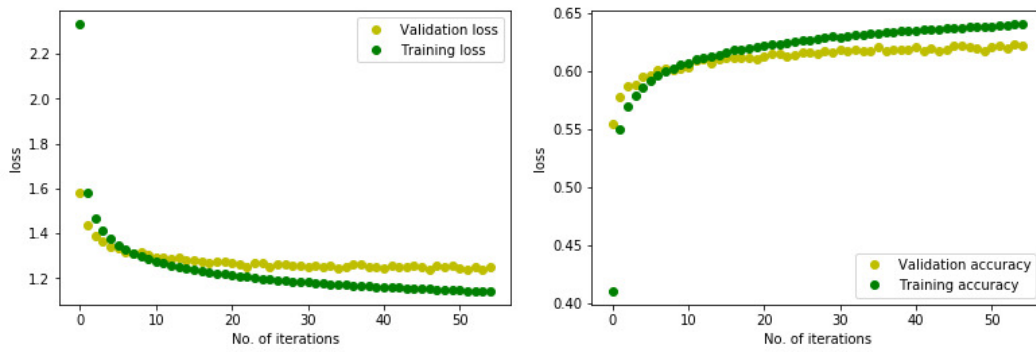 Validation loss
Training loss
2.2
2.0
1.8
1.6
1.4
1.2
loss
0 10 20 30 40 50
No. of iterations
0.65
0.60
0.55
0.50
0.45
0.40
loss
Validation accuracy
Training accuracy
0 10 20 30 40 50
No. of iterations